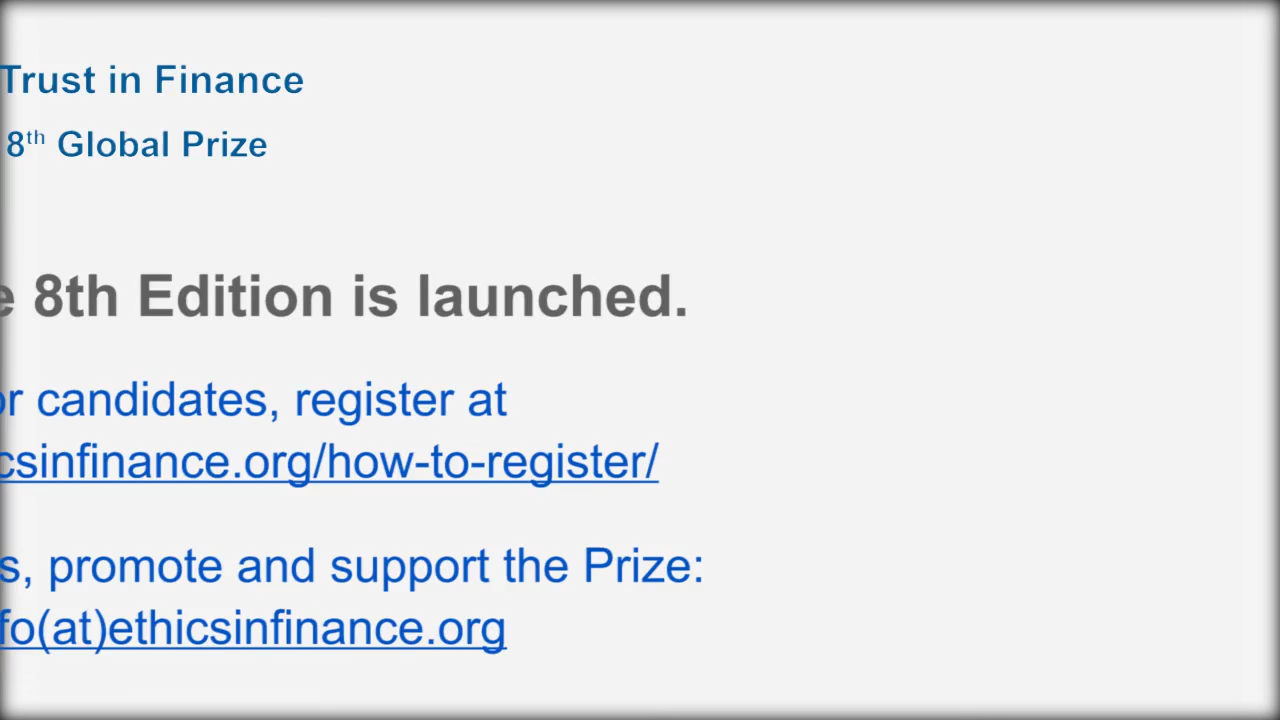 Trust in Finance
8th Global Prize
8th Edition is launched.
candidates, register at
csinfinance.org/how-to-register/
s, promote and support the Prize:
fo(at)ethicsinfinance.org